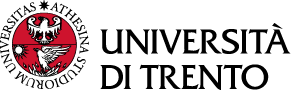 ATHESINA STUDIORUM UNIVERSITAS
UNIVERSITÀ
DI TRENTO